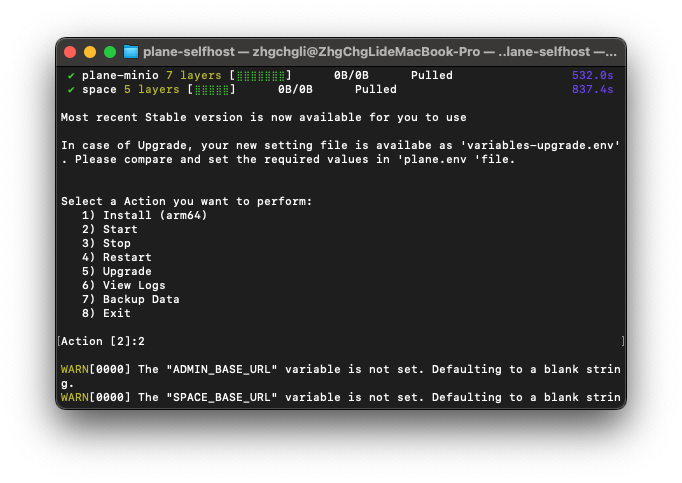 plane-selfhost — zhgchgli@ZhgChgLideMacBook-Pro — ..lane-selfhost —...
✔ plane-minio 7 layers [⣿⣿⣿⣿⣿⣿⣿] 0B/0B Pulled 532.0s
✔ space 5 layers [⣿⣿⣿⣿⣿] 0B/0B Pulled 837.4s
Most recent Stable version is now available for you to use
In case of Upgrade, your new setting file is availabe as 'variables-upgrade.env'
. Please compare and set the required values in 'plane.env 'file.
Select a Action you want to perform:
1) Install (arm64)
2) Start
3) Stop
4) Restart
5) Upgrade
6) View Logs
7) Backup Data
8) Exit
[Action [2]:2 ]
WARN[0000] The "ADMIN_BASE_URL" variable is not set. Defaulting to a blank strin
g.
WARN[0000] The "SPACE_BASE_URL" variable is not set. Defaulting to a blank strin